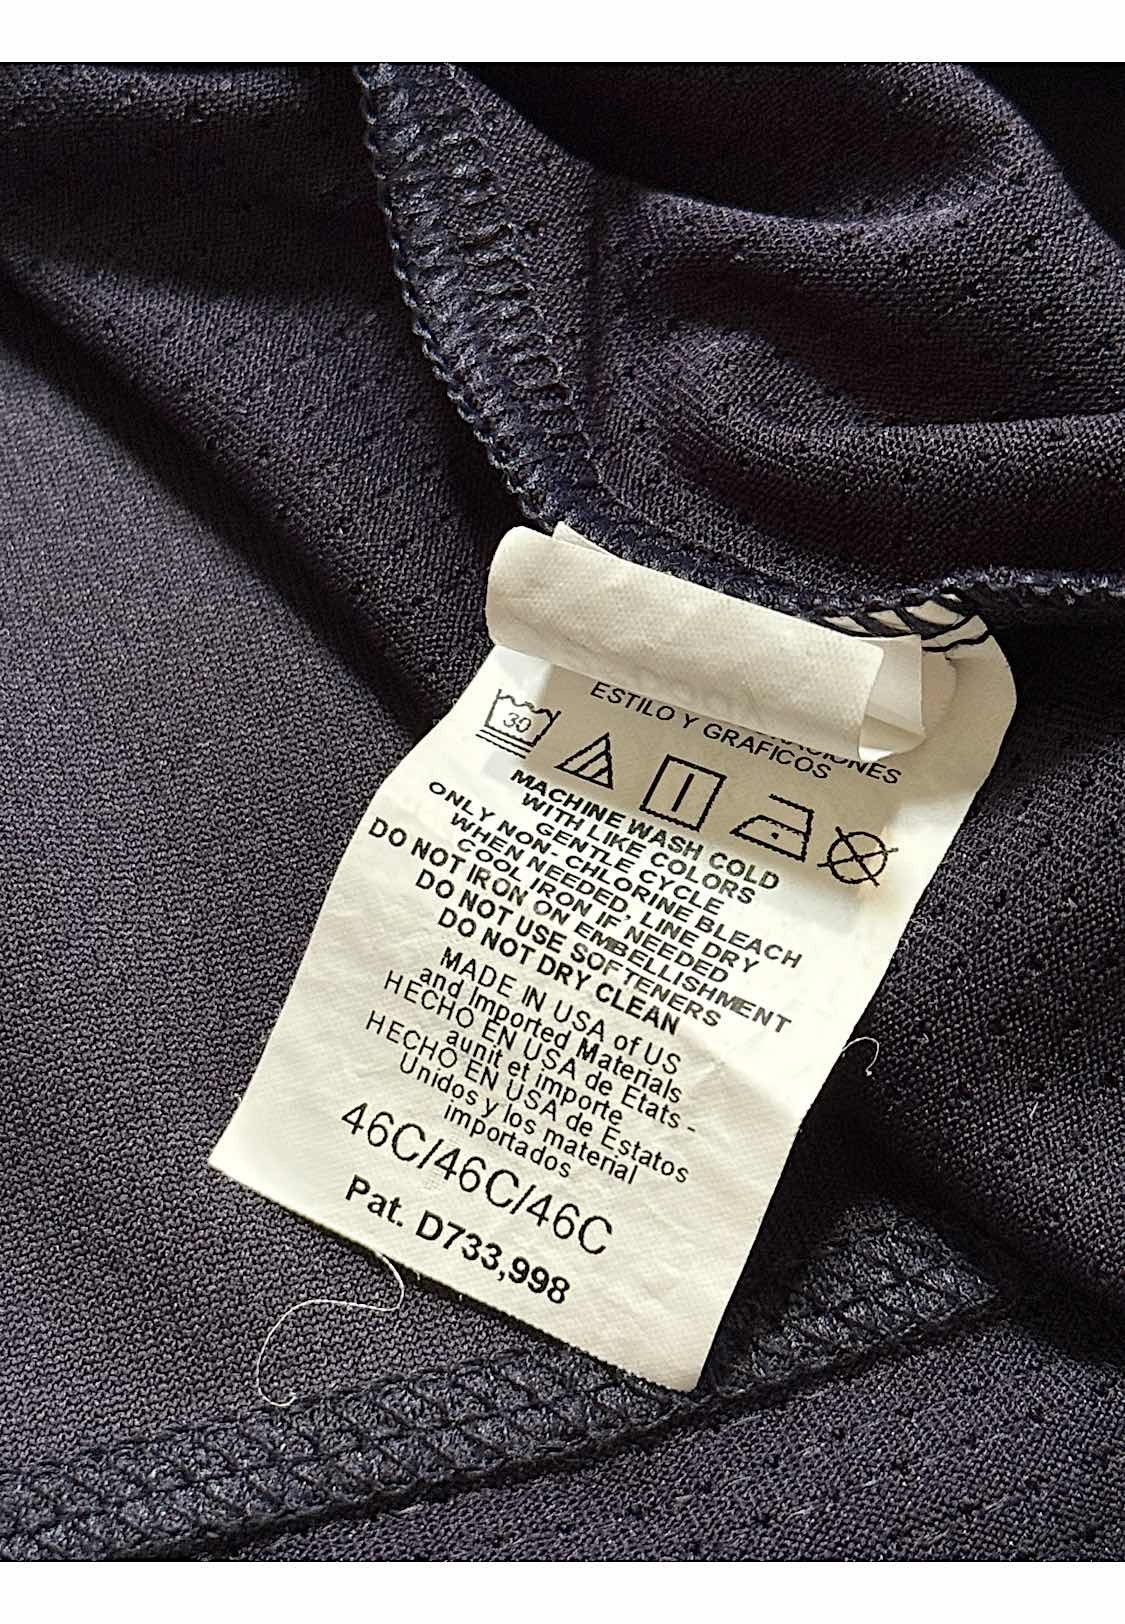 ESTILO Y GRAFICOS
30
MACHINE WASH COLD
WITH LIKE COLORS
GENTLE CYCLE
ONLY NON- CHLORINE BLEACH
WHEN NEEDED, LINE DRY
COOL IRON IF NEEDED
DO NOT IRON ON EMBELLISHMENT
DO NOT USE SOFTENERS
DO NOT DRY CLEAN
MADE IN USA of US
and Imported Materials
HECHO EN USA de Etats -
aunit et importe
HECHO EN USA de Estatos
Unidos y los material
importados
46C/46C/46C
Pat. D733,998